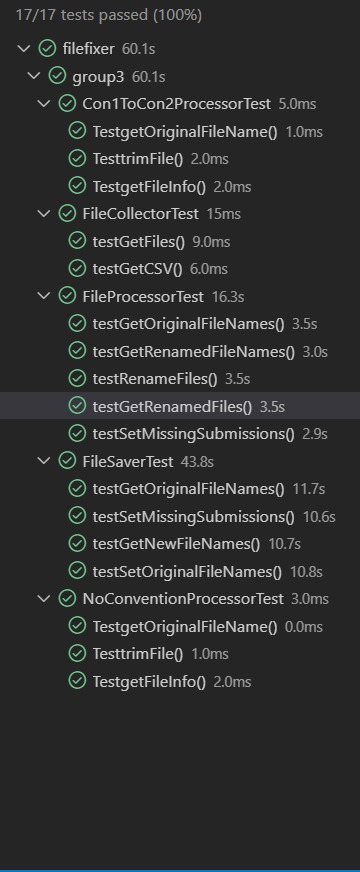 17/17 tests passed (100%)
filefixer 60.1s
group3 60.1s
Con1ToCon2ProcessorTest 5.0ms
TestgetOriginalFileName() 1.0ms
TesttrimFile() 2.0ms
TestgetFileInfo() 2.0ms
FileCollectorTest 15ms
testGetFiles() 9.0ms
testGetCSV() 6.0ms
FileProcessorTest 16.3s
testGetOriginalFileNames() 3.5s
testGetRenamedFileNames() 3.0s
testRenameFiles() 3.5s
testGetRenamedFiles() 3.5s
testSetMissingSubmissions() 2.9s
FileSaverTest 43.8s
testGetOriginalFileNames() 11.7s
testSetMissingSubmissions() 10.6s
testGetNewFileNames() 10.7s
testSetOriginalFileNames() 10.8s
NoConventionProcessorTest 3.0ms
TestgetOriginalFileName() 0.0ms
TesttrimFile() 1.0ms
TestgetFileInfo() 2.0ms